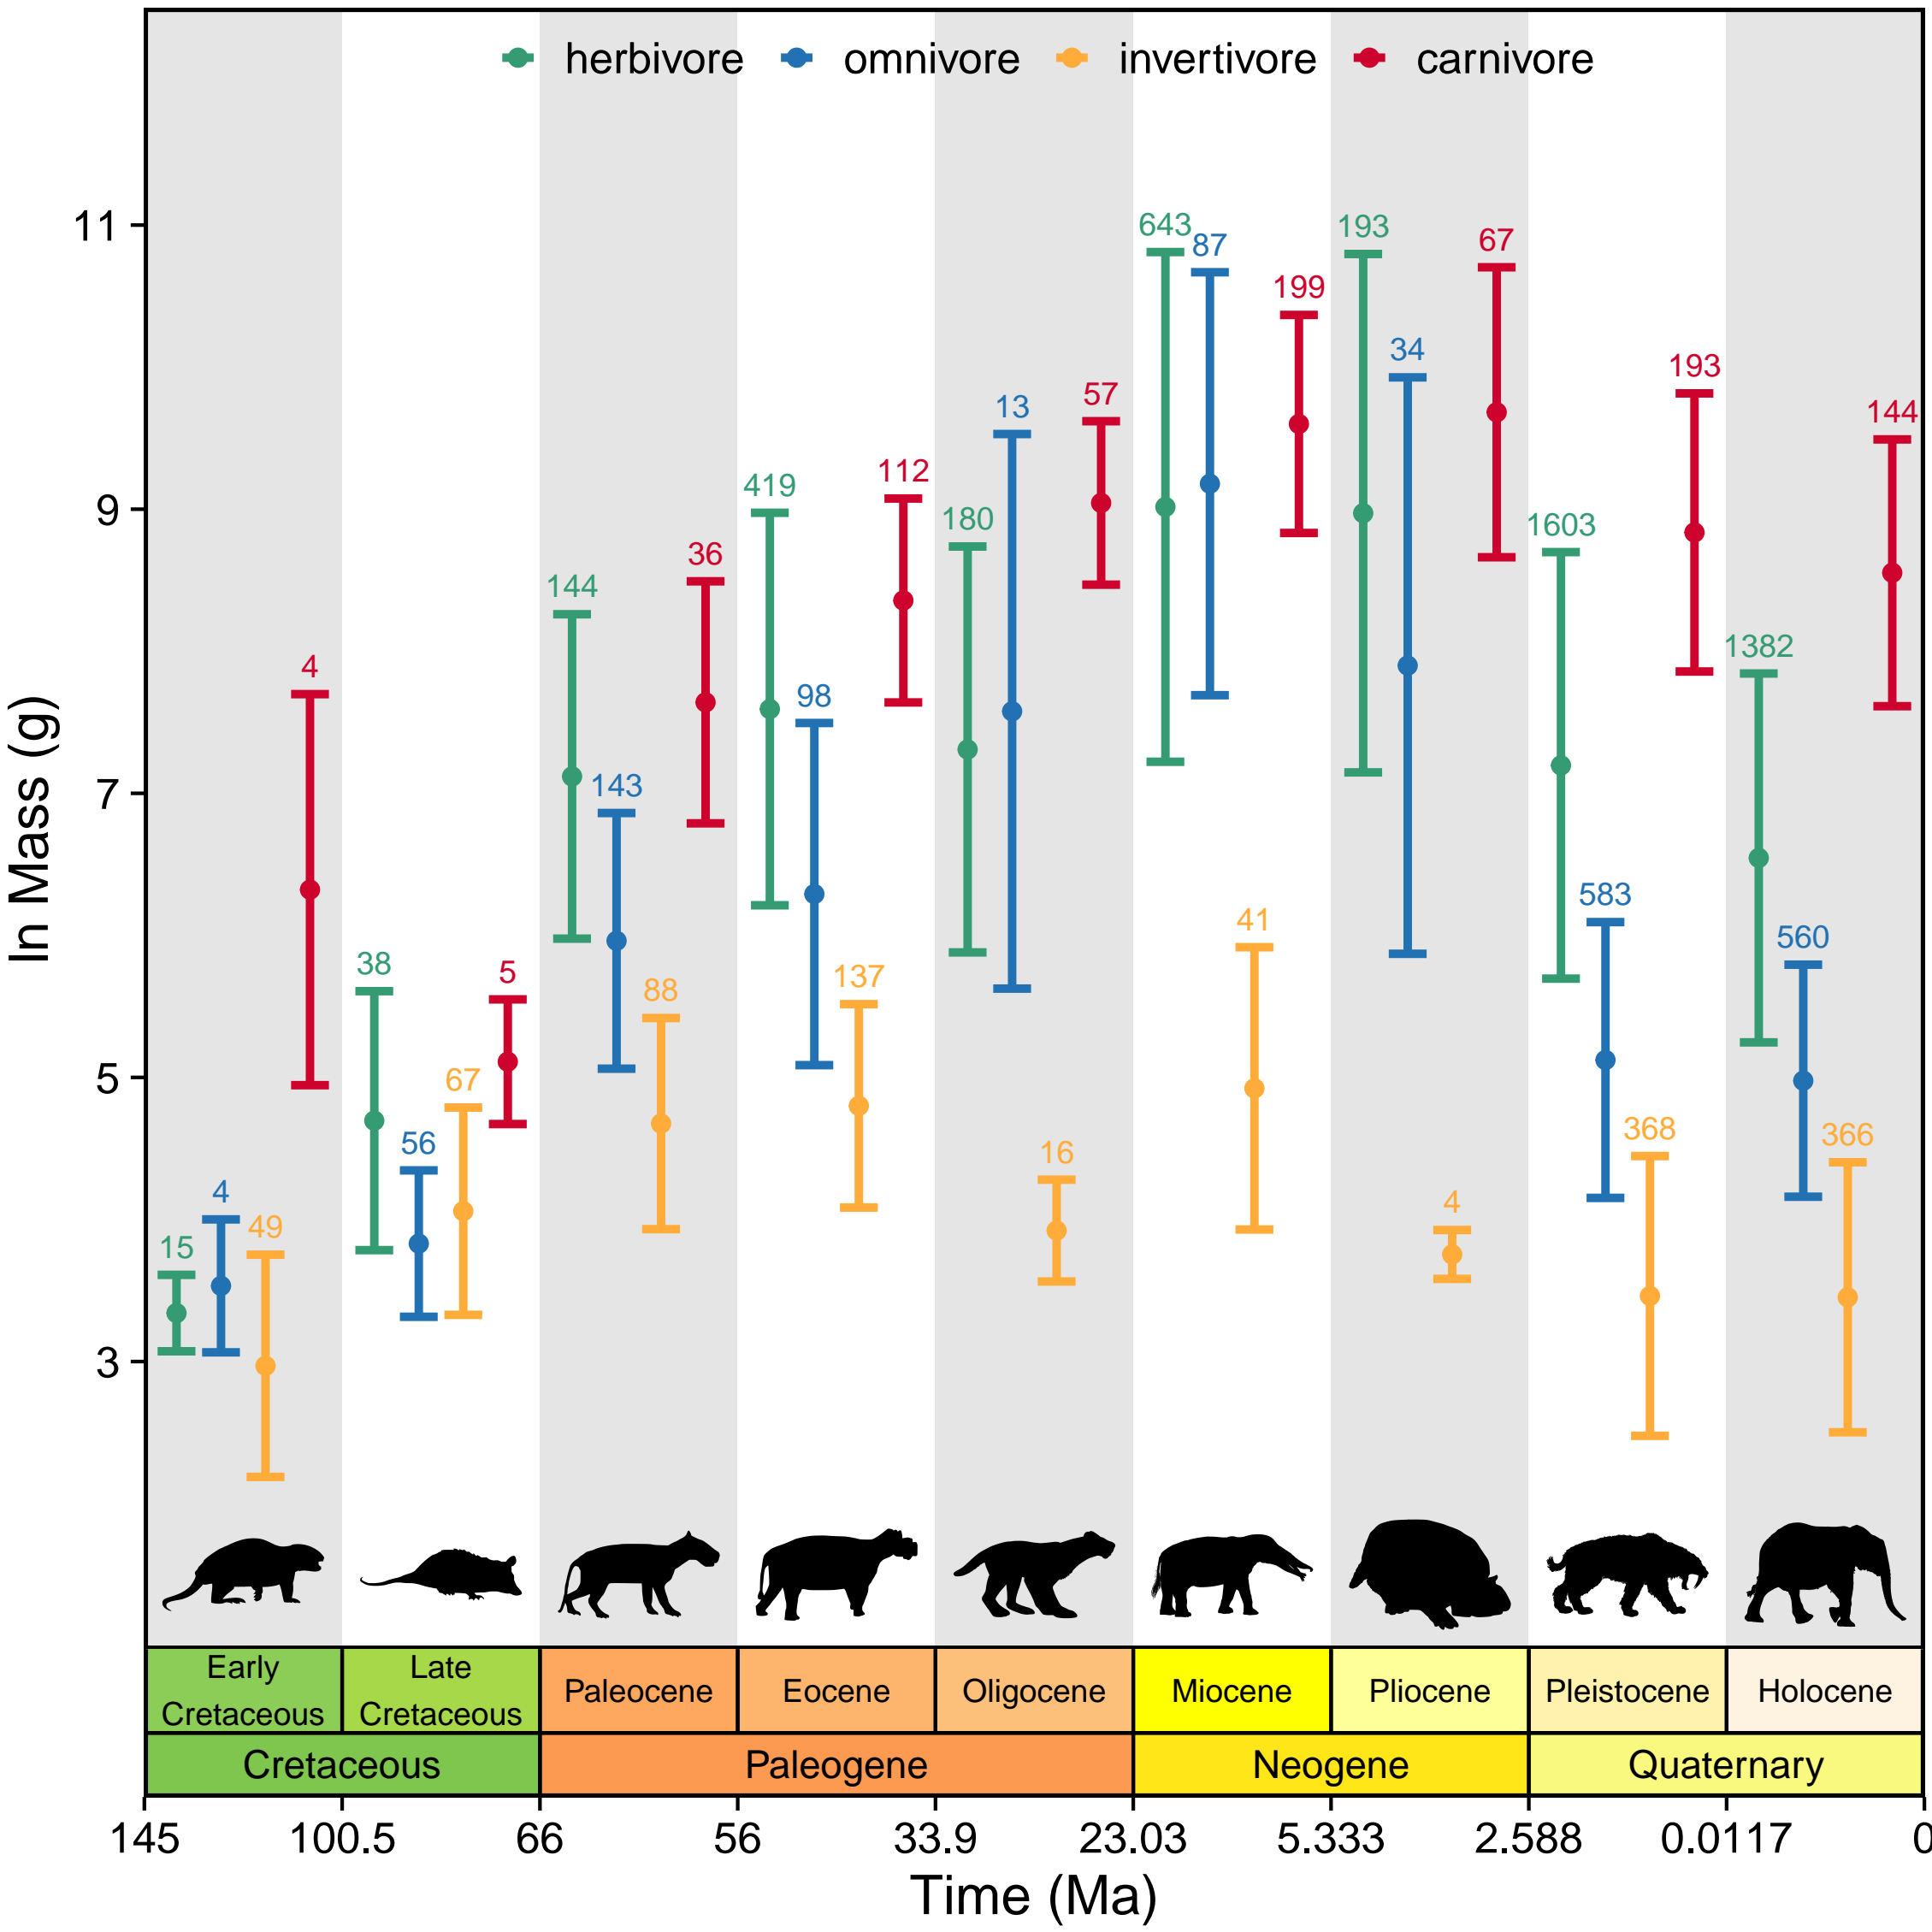 herbivore omnivore invertivore carnivore
11
9
7
5
3
ln Mass (g)
15 4 49 4
38 56 67 5
144 143 88 36
419 98 137 112
180 13 16 57
643 87 41 199
193 34 4 67
1603 583 368 193
1382 560 366 144
Early Cretaceous
Late Cretaceous
Paleocene
Eocene
Oligocene
Miocene
Pliocene
Pleistocene
Holocene
Cretaceous Paleogene Neogene Quaternary
145 100.5 66 56 33.9 23.03 5.333 2.588 0.0117 0
Time (Ma)